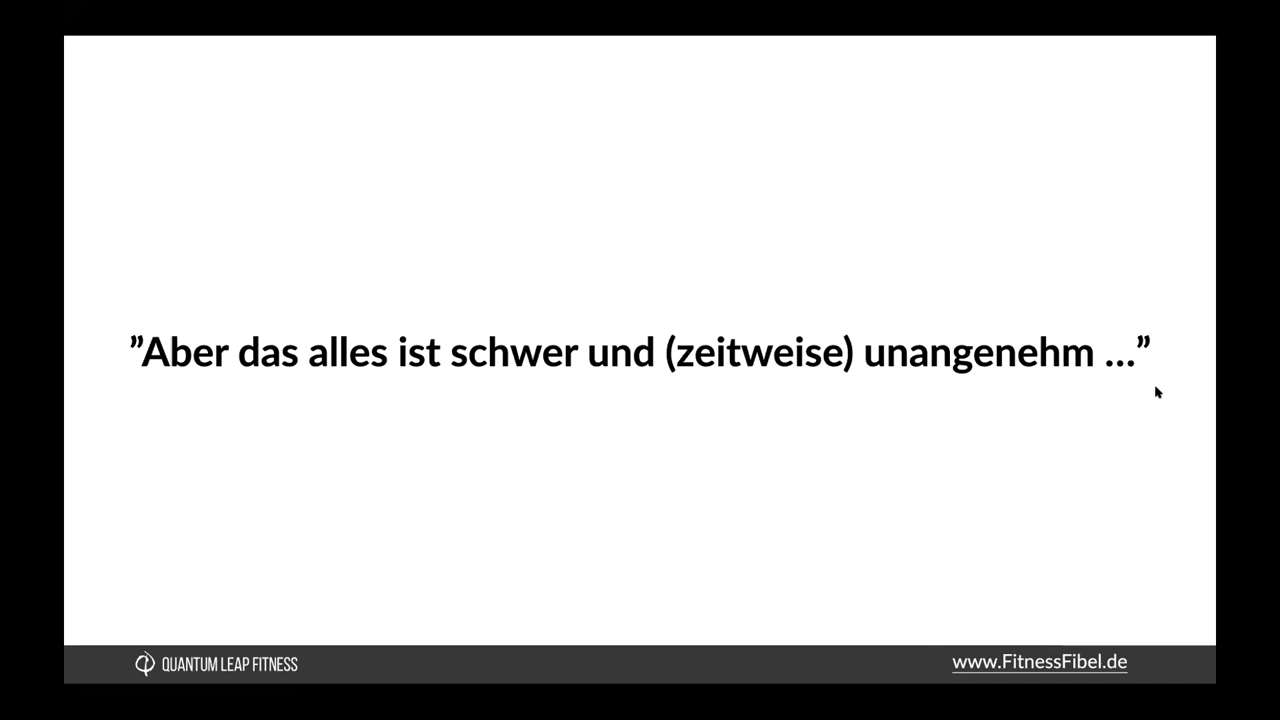 ”Aber das alles ist schwer und (zeitweise) unangenehm ...”
QUANTUM LEAP FITNESS
www.FitnessFibel.de